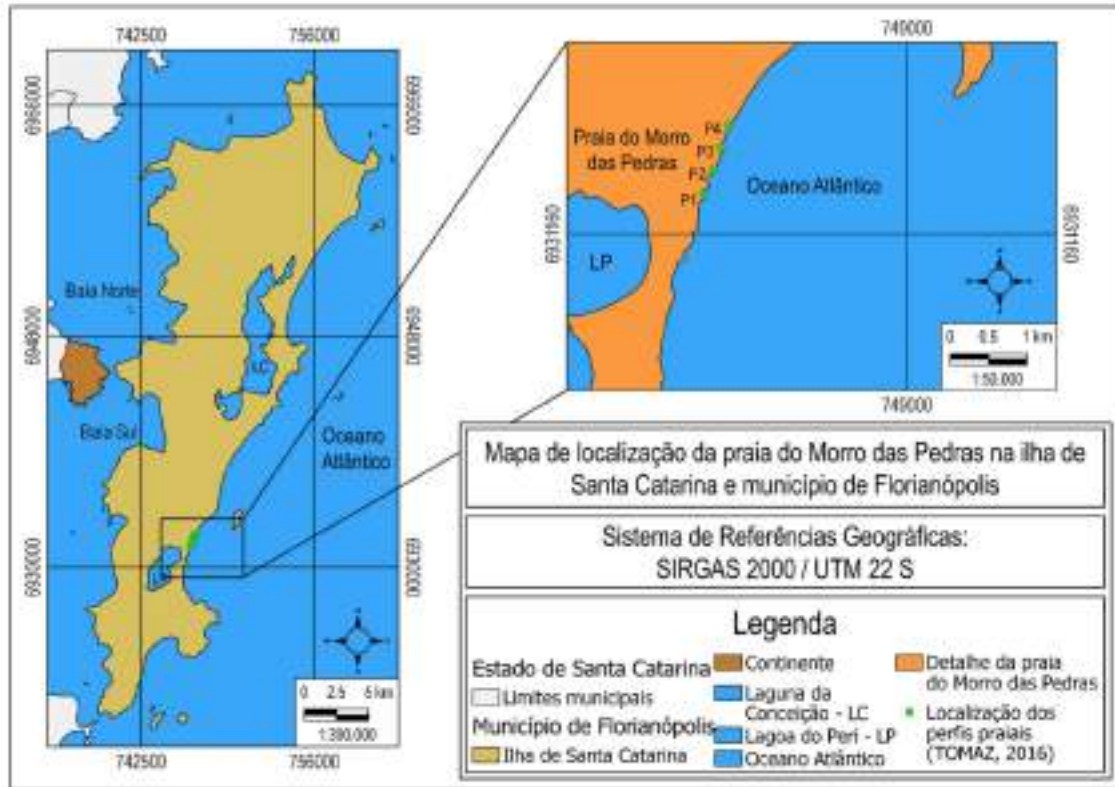 742500
756000
6966000
6966000
Baía Norte
6948000
6948000
LC
Baía Sul
Oceano
Atlântico
6930000
6930000
LP
0 2.5 5 km
742500
756000
749000
Praia do Morro
das Pedras
P4
P3
P2
P1
Oceano Atlântico
6931160
6931160
LP
0 0.5 1 km
1:50.000
749000
Mapa de localização da praia do Morro das Pedras na ilha de
Santa Catarina e município de Florianópolis
Sistema de Referências Geográficas:
SIRGAS 2000 / UTM 22 S
Legenda
Estado de Santa Catarina
Limites municipais
Município de Florianópolis
Ilha de Santa Catarina
Continente
Laguna da
Conceição - LC
Lagoa do Peri - LP
Oceano Atlântico
Detalhe da praia
do Morro das Pedras
Localização dos
perfis praiais
(TOMAZ, 2016)